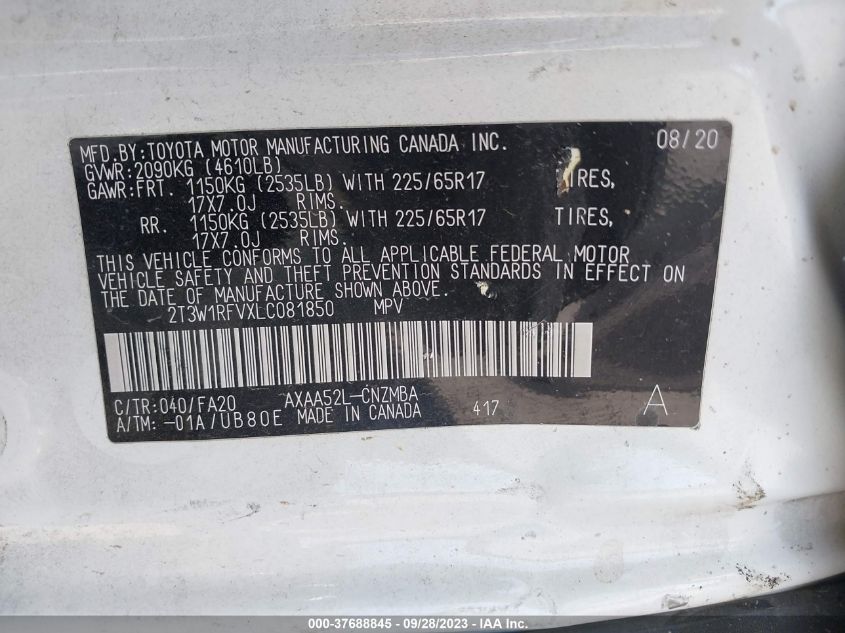 MFD.BY:TOYOTA MOTOR MANUFACTURING CANADA INC. 08/20
GVWR:2090KG (4610LB)
GAWR:FRT. 1150KG (2535LB) WITH 225/65R17 TIRES,
17X7.0J RIMS.
RR. 1150KG (2535LB) WITH 225/65R17 TIRES,
17X7.0J RIMS.
THIS VEHICLE CONFORMS TO ALL APPLICABLE FEDERAL MOTOR
VEHICLE SAFETY AND THEFT PREVENTION STANDARDS IN EFFECT ON
THE DATE OF MANUFACTURE SHOWN ABOVE.
2T3W1RFVXLC081850 MPV
C/TR:040/FA20 AXAA52L-CNZMBA
A/TM:-01A/UB80E MADE IN CANADA 417 A
000-37688845 - 09/28/2023 - IAA Inc.